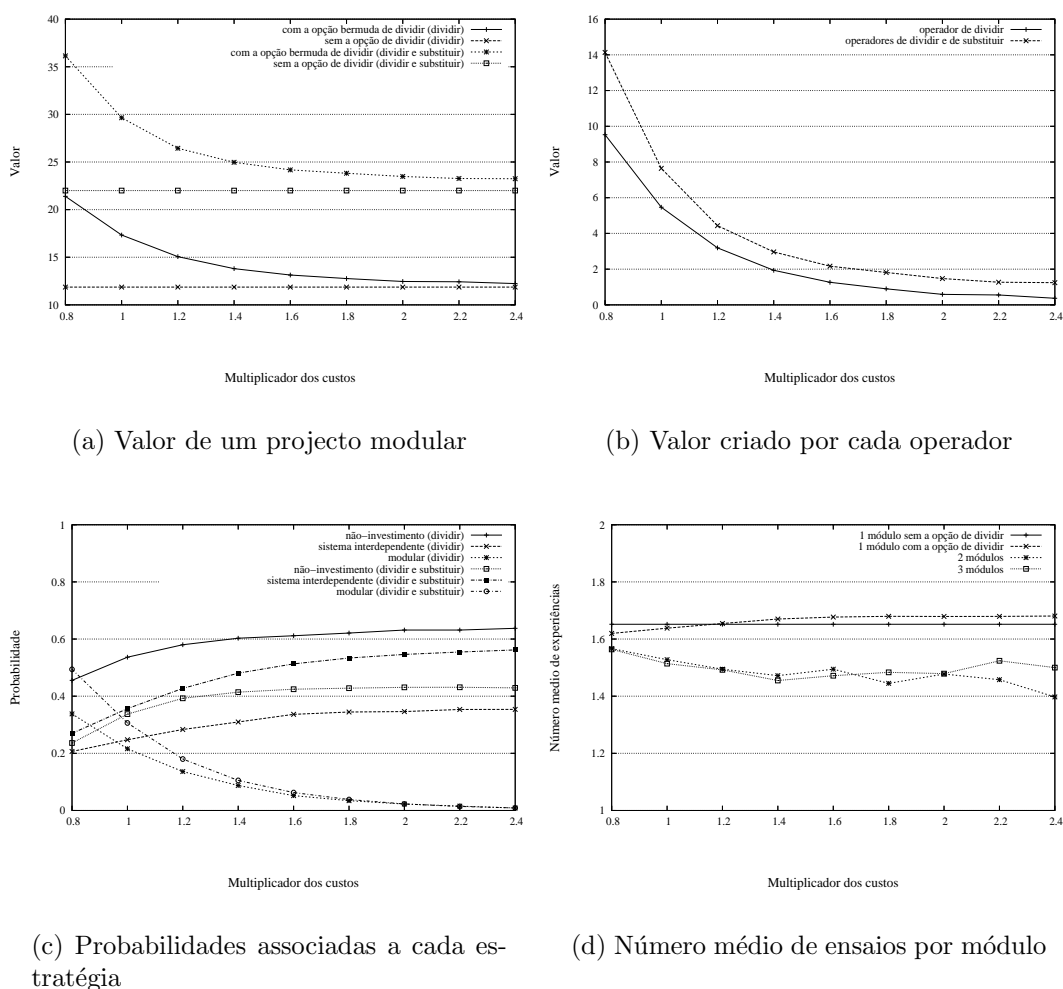 com a opção bermuda de dividir (dividir)
sem a opção de dividir (dividir)
com a opção bermuda de dividir (dividir e substituir)
sem a opção de dividir (dividir e substituir)
40
35
30
25
20
15
10
0.8 1 1.2 1.4 1.6 1.8 2 2.2 2.4
Valor
Multiplicador dos custos
(a) Valor de um projecto modular
operador de dividir
operadores de dividir e de substituir
16
14
12
10
8
6
4
2
0
0.8 1 1.2 1.4 1.6 1.8 2 2.2 2.4
Valor
Multiplicador dos custos
(b) Valor criado por cada operador
não−investimento (dividir)
sistema interdependente (dividir)
modular (dividir)
não−investimento (dividir e substituir)
sistema interdependente (dividir e substituir)
modular (dividir e substituir)
1
0.8
0.6
0.4
0.2
0
0.8 1 1.2 1.4 1.6 1.8 2 2.2 2.4
Probabilidade
Multiplicador dos custos
(c) Probabilidades associadas a cada es-
tratégia
1 módulo sem a opção de dividir
1 módulo com a opção de dividir
2 módulos
3 módulos
2
1.8
1.6
1.4
1.2
1
0.8 1 1.2 1.4 1.6 1.8 2 2.2 2.4
Número medio de experiências
Multiplicador dos custos
(d) Número médio de ensaios por módulo